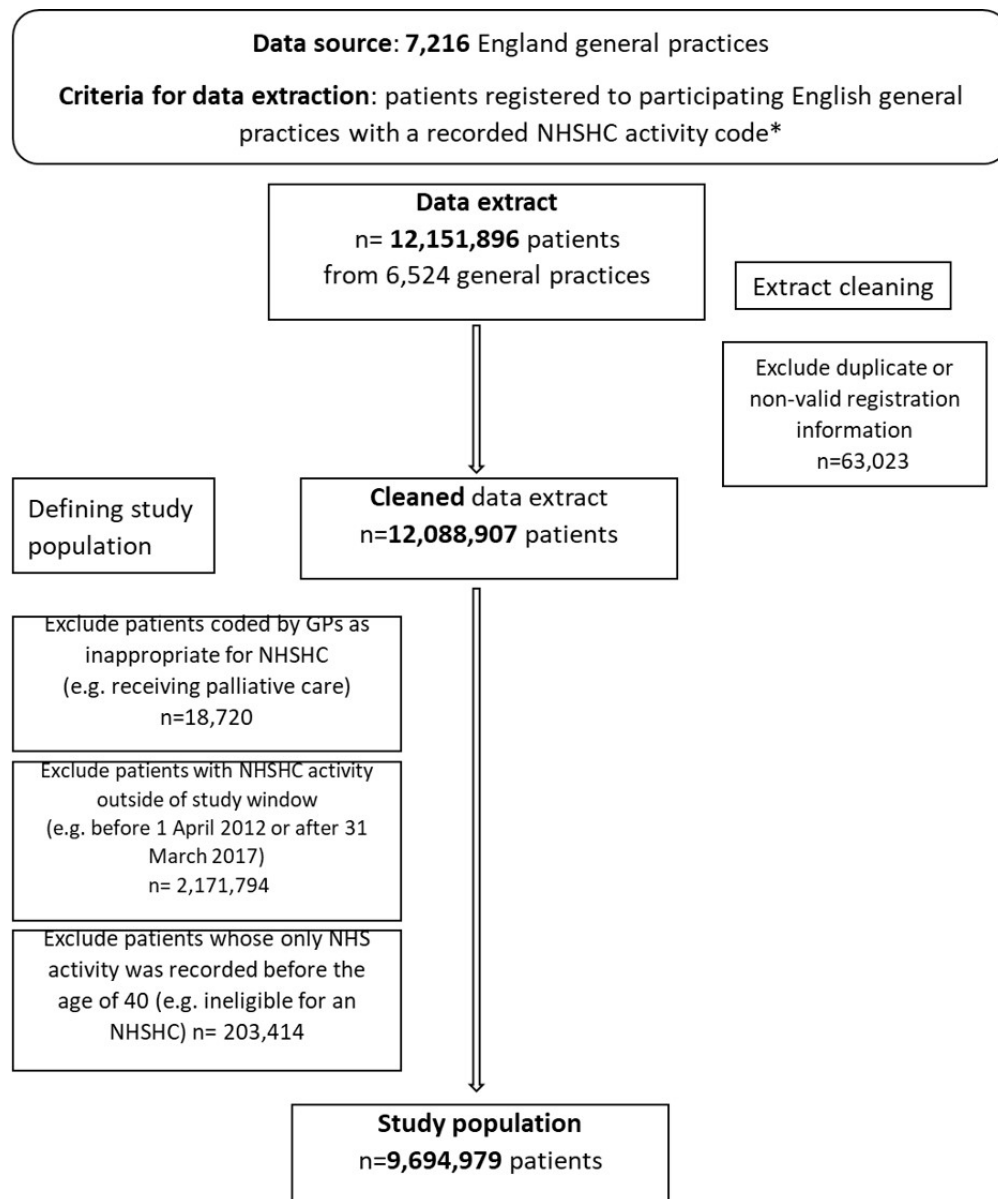 Data source: 7,216 England general practices
Criteria for data extraction: patients registered to participating English general
practices with a recorded NHSHC activity code*
Data extract
n= 12,151,896 patients
from 6,524 general practices
Extract cleaning
Exclude duplicate or
non-valid registration
information
n=63,023
Cleaned data extract
n=12,088,907 patients
Defining study
population
Exclude patients coded by GPs as
inappropriate for NHSHC
(e.g. receiving palliative care)
n=18,720
Exclude patients with NHSHC activity
outside of study window
(e.g. before 1 April 2012 or after 31
March 2017)
n= 2,171,794
Exclude patients whose only NHS
activity was recorded before the
age of 40 (e.g. ineligible for an
NHSHC) n= 203,414
Study population
n=9,694,979 patients